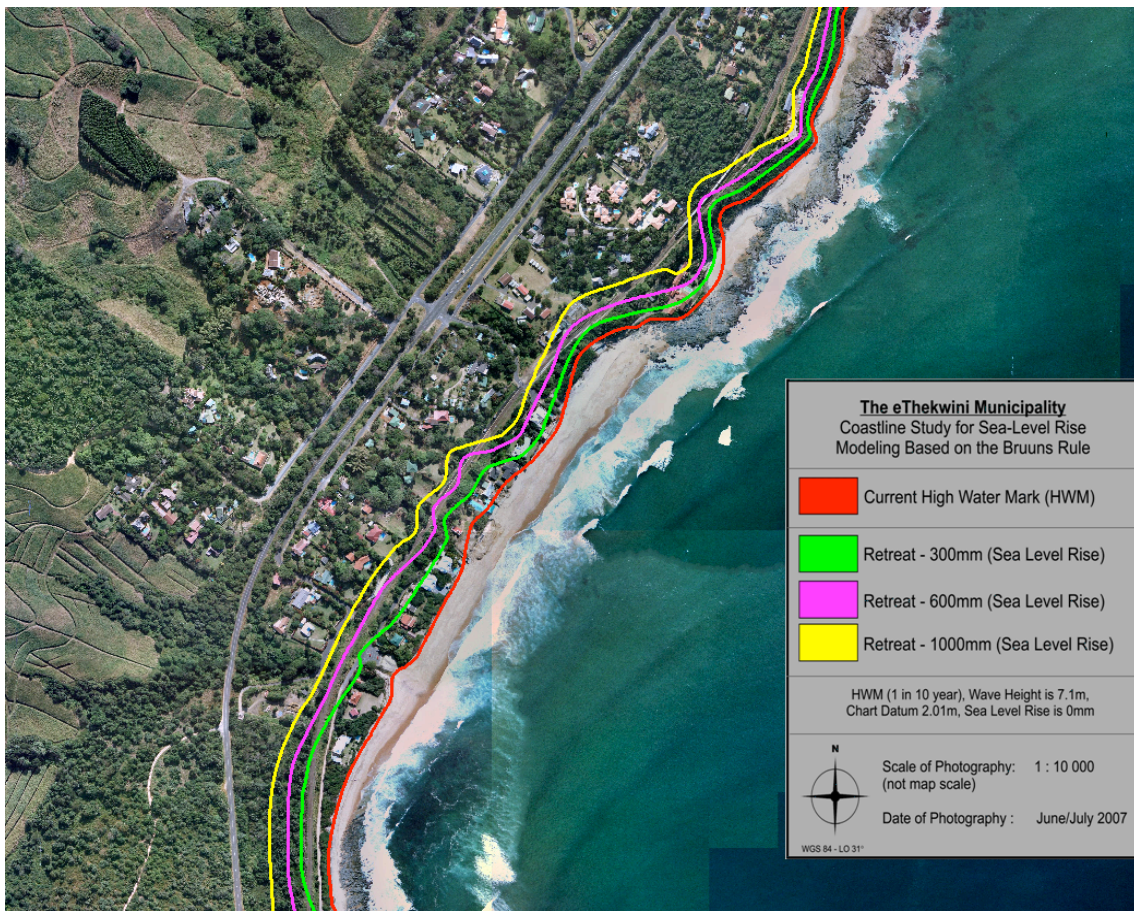 The eThekwini Municipality
Coastline Study for Sea-Level Rise
Modeling Based on the Bruuns Rule
Current High Water Mark (HWM)
Retreat - 300mm (Sea Level Rise)
Retreat - 600mm (Sea Level Rise)
Retreat - 1000mm (Sea Level Rise)
HWM (1 in 10 year), Wave Height is 7.1m,
Chart Datum 2.01m, Sea Level Rise is 0mm
N
Scale of Photography: 1 : 10 000
(not map scale)
Date of Photography : June/July 2007
WGS 84 - LO 31°